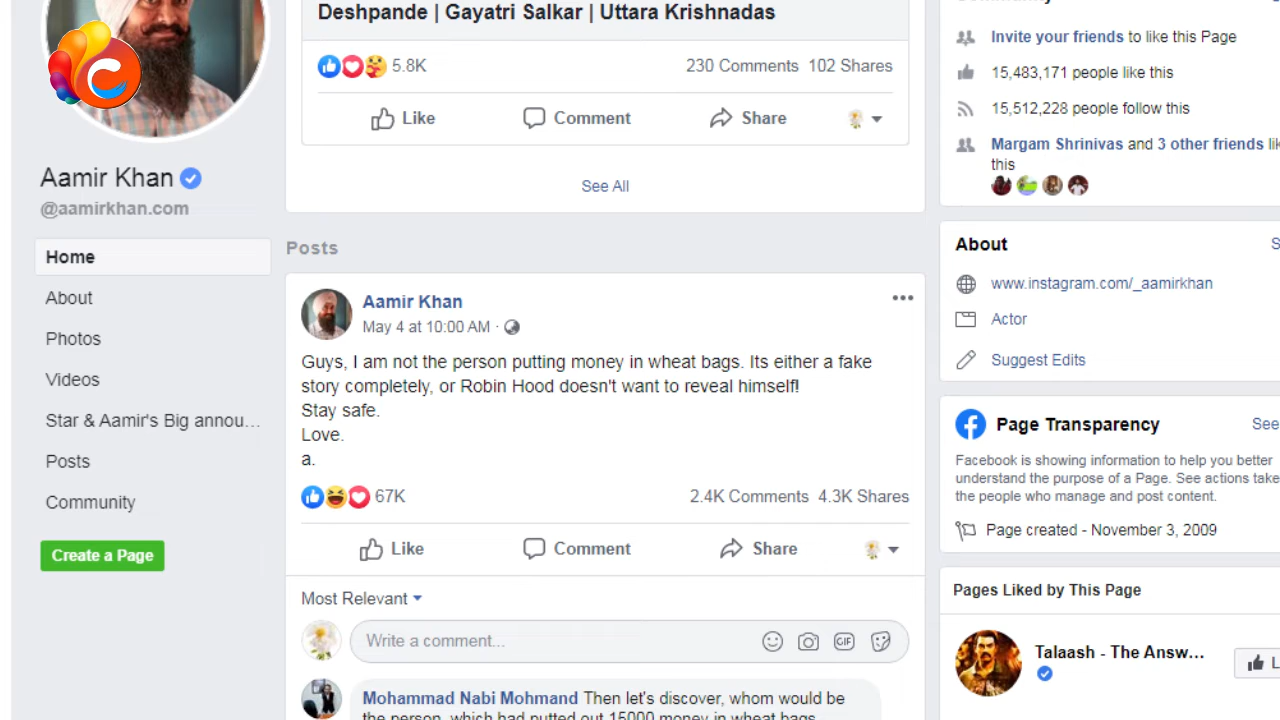 Deshpande | Gayatri Salkar | Uttara Krishnadas
5.8K
230 Comments 102 Shares
Like
Comment
Share
See All
Aamir Khan
@aamirkhan.com
Home
About
Photos
Videos
Star & Aamir's Big annou...
Posts
Community
Create a Page
Posts
Aamir Khan
May 4 at 10:00 AM ·
Guys, I am not the person putting money in wheat bags. Its either a fake
story completely, or Robin Hood doesn't want to reveal himself!
Stay safe.
Love.
a.
67K
2.4K Comments 4.3K Shares
Like
Comment
Share
Most Relevant
Write a comment...
GIF
Mohammad Nabi Mohmand Then let's discover, whom would be
the person, which had putted out 15000 money in wheat bags
Community
Invite your friends to like this Page
15,483,171 people like this
15,512,228 people follow this
Margam Shrinivas and 3 other friends li
this
About
S
www.instagram.com/_aamirkhan
Actor
Suggest Edits
Page Transparency
See
Facebook is showing information to help you better
understand the purpose of a Page. See actions take
the people who manage and post content.
Page created - November 3, 2009
Pages Liked by This Page
Talaash - The Answ...
L